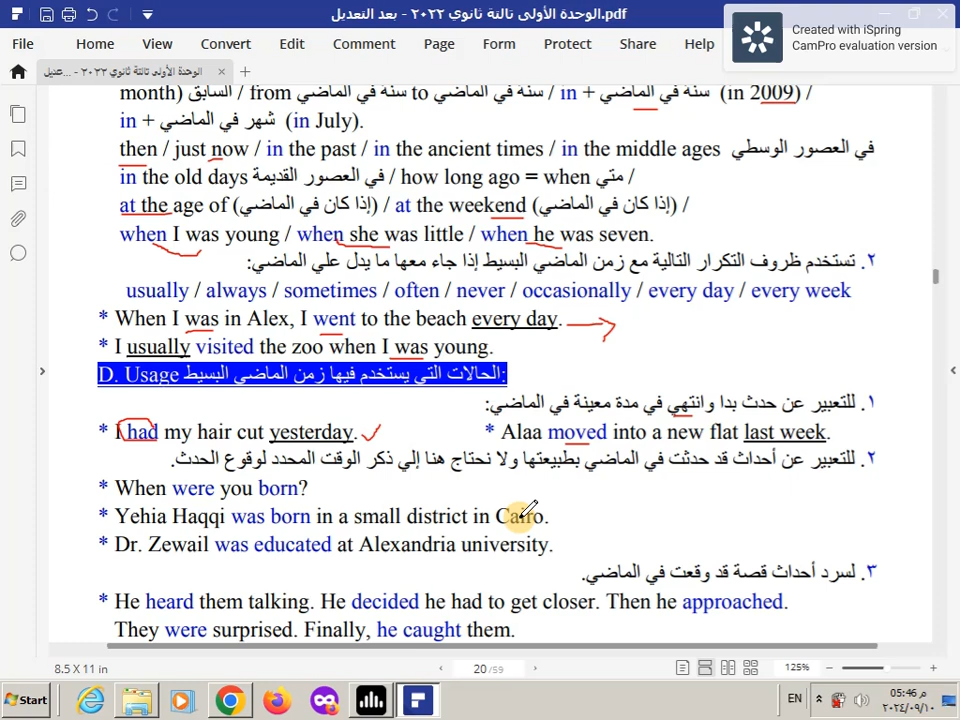 الوحدة الأولى تالتة ثانوي ٢٠٢٢ - بعد التعديل.pdf
Created with iSpring
CamPro evaluation version
File Home View Convert Edit Comment Page Form Protect Share Help
month) السابق / from سنة في الماضي to سنة في الماضي / in + سنة في الماضي (in 2009) /
in + شهر في الماضي (in July).
then / just now / in the past / in the ancient times / in the middle ages في العصور الوسطي
in the old days في العصور القديمة / how long ago = when متي /
at the age of (إذا كان في الماضي) / at the weekend (إذا كان في الماضي) /
when I was young / when she was little / when he was seven.
٢. تستخدم ظروف التكرار التالية مع زمن الماضي البسيط إذا جاء معها ما يدل علي الماضي:
usually / always / sometimes / often / never / occasionally / every day / every week
* When I was in Alex, I went to the beach every day.
* I usually visited the zoo when I was young.
D. Usage الحالات التي يستخدم فيها زمن الماضي البسيط:
١. للتعبير عن حدث بدا وانتهي في مدة معينة في الماضي:
* I had my hair cut yesterday. * Alaa moved into a new flat last week.
٢. للتعبير عن أحداث قد حدثت في الماضي بطبيعتها ولا نحتاج هنا إلي ذكر الوقت المحدد لوقوع الحدث.
* When were you born?
* Yehia Haqqi was born in a small district in Cairo.
* Dr. Zewail was educated at Alexandria university.
٣. لسرد أحداث قصة قد وقعت في الماضي.
* He heard them talking. He decided he had to get closer. Then he approached.
They were surprised. Finally, he caught them.
8.5 X 11 in 20 /59 125%
Start EN 05:46 م
٢٠٢٤/٠٩/١٠